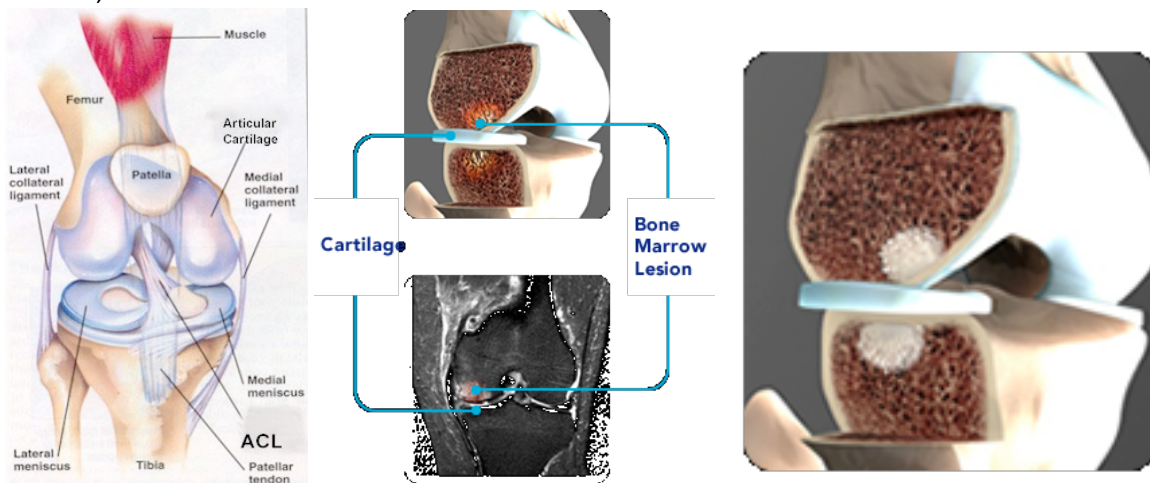 Muscle
Femur
Articular
Cartilage
Lateral
collateral
ligament
Patella
Medial
collateral
ligament
Medial
meniscus
ACL
Lateral
meniscus
Tibia
Patellar
tendon
Cartilage
Bone
Marrow
Lesion